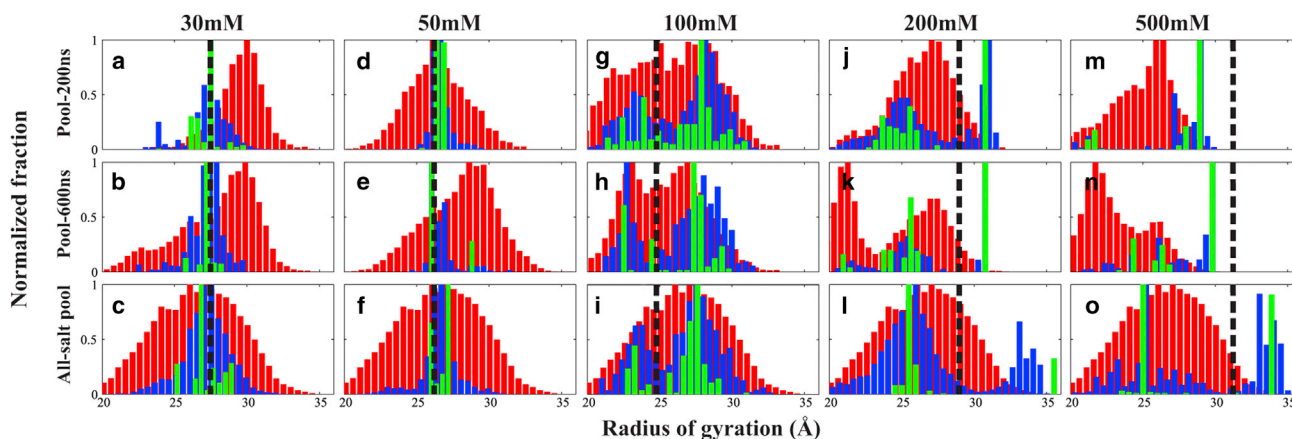 30mM 50mM 100mM 200mM 500mM
Normalized fraction
Pool-200ns
1
0.5
0
a d g j m
Pool-600ns
1
0.5
0
b e h k n
All-salt pool
1
0.5
0
c f i l o
20 25 30 35 20 25 30 35 20 25 30 35 20 25 30 35 20 25 30 35
Radius of gyration (Å)